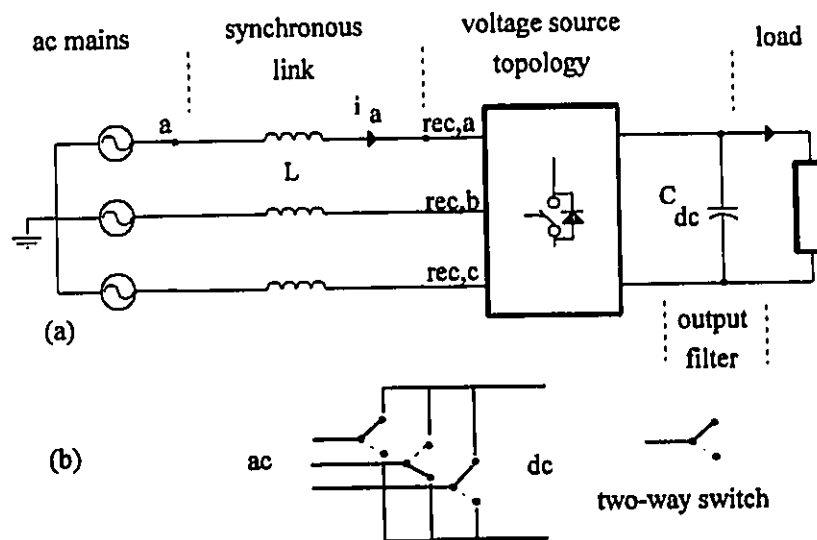 ac mains
synchronous
link
voltage source
topology
load
a
i a
rec,a
L
rec,b
rec,c
C dc
(a)
output
filter
(b)
ac
dc
two-way switch